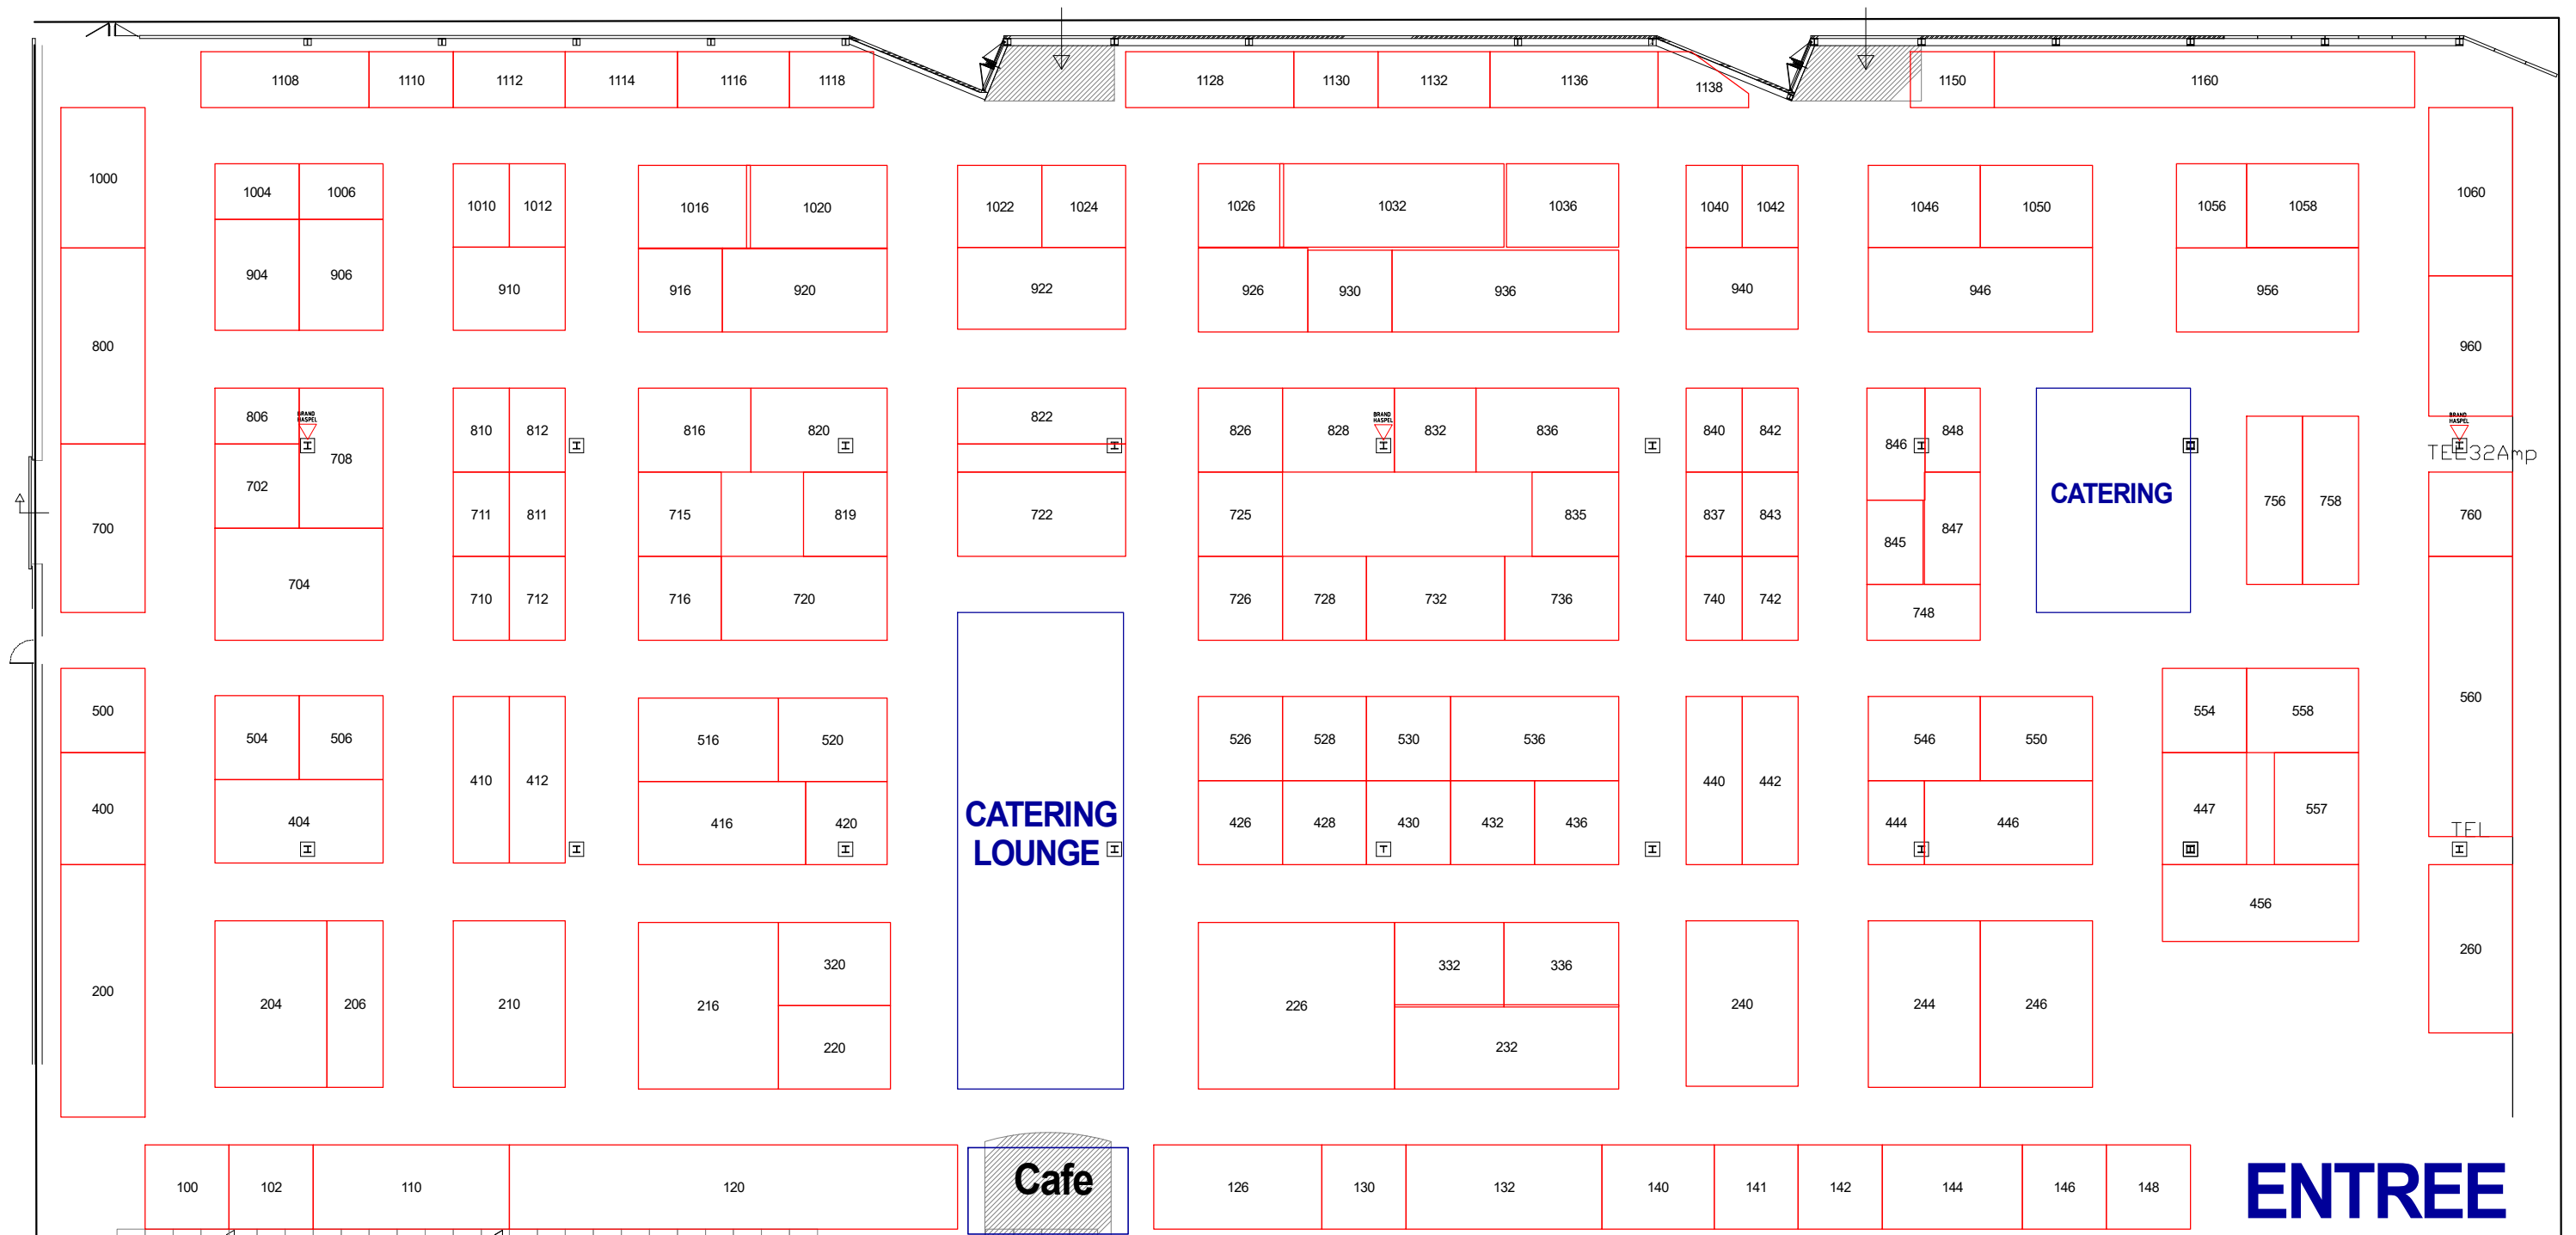 1108 1110 1112 1114 1116 1118 1128 1130 1132 1136 1138 1150 1160
1000 1004 1006 1010 1012 1016 1020 1022 1024 1026 1032 1036 1040 1042 1046 1050 1056 1058 1060
904 906 910 916 920 922 926 930 936 940 946 956
800 960
806 BRAND HASPEL 708 810 812 816 820 822 826 828 BRAND HASPEL 832 836 840 842 846 848 BRAND HASPEL
TEL32Amp
702 CATERING
700 711 811 715 819 722 725 835 837 843 845 847 756 758 760
704 710 712 716 720 726 728 732 736 740 742 748
500 504 506 516 520 526 528 530 536 546 550 554 558 560
400 404 410 412 416 420 426 428 430 432 436 440 442 444 446 447 557
CATERING
LOUNGE
TEL
456
200 204 206 210 216 320 226 332 336 240 244 246 260
220 232
100 102 110 120 Cafe 126 130 132 140 141 142 144 146 148 ENTREE